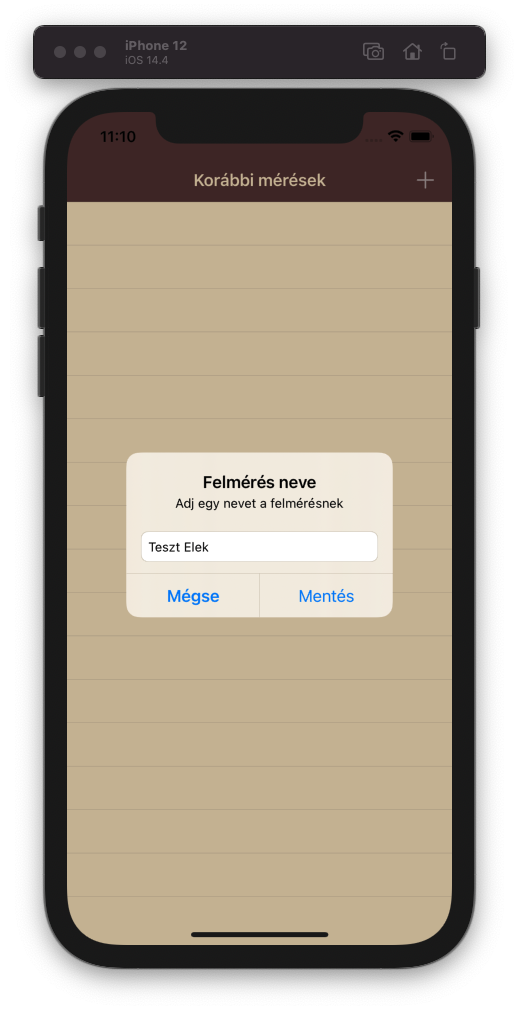 iPhone 12
iOS 14.4
11:10
Korábbi mérések
Felmérés neve
Adj egy nevet a felmérésnek
Teszt Elek
Mégse
Mentés